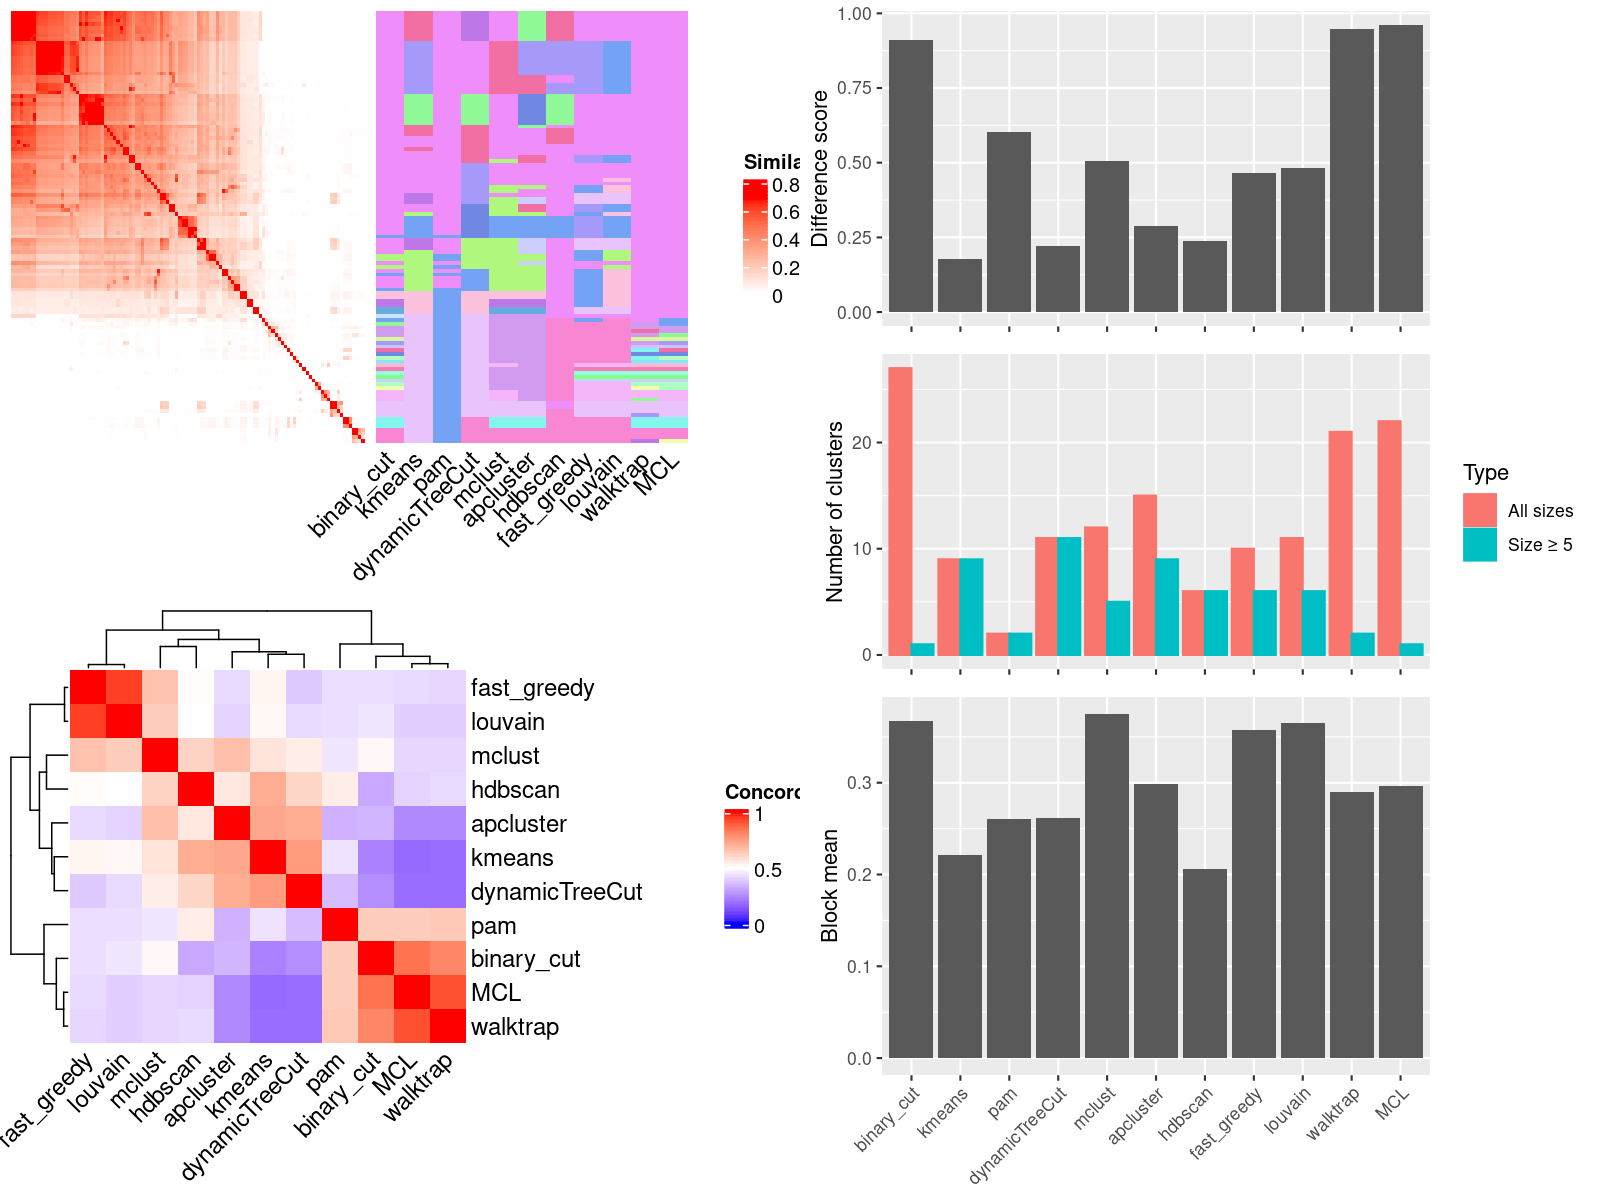 Simila
0.8
0.6
0.4
0.2
0
binary_cut
kmeans
pam
dynamicTreeCut
mclust
apcluster
hdbscan
fast_greedy
louvain
walktrap
MCL
fast_greedy
louvain
mclust
hdbscan
apcluster
kmeans
dynamicTreeCut
pam
binary_cut
MCL
walktrap
fast_greedy
louvain
mclust
hdbscan
apcluster
kmeans
dynamicTreeCut
pam
binary_cut
MCL
walktrap
Concord
1
0.5
0
Difference score
1.00
0.75
0.50
0.25
0.00
Number of clusters
20
10
0
Type
All sizes
Size ≥ 5
Block mean
0.3
0.2
0.1
0.0
binary_cut
kmeans
pam
dynamicTreeCut
mclust
apcluster
hdbscan
fast_greedy
louvain
walktrap
MCL